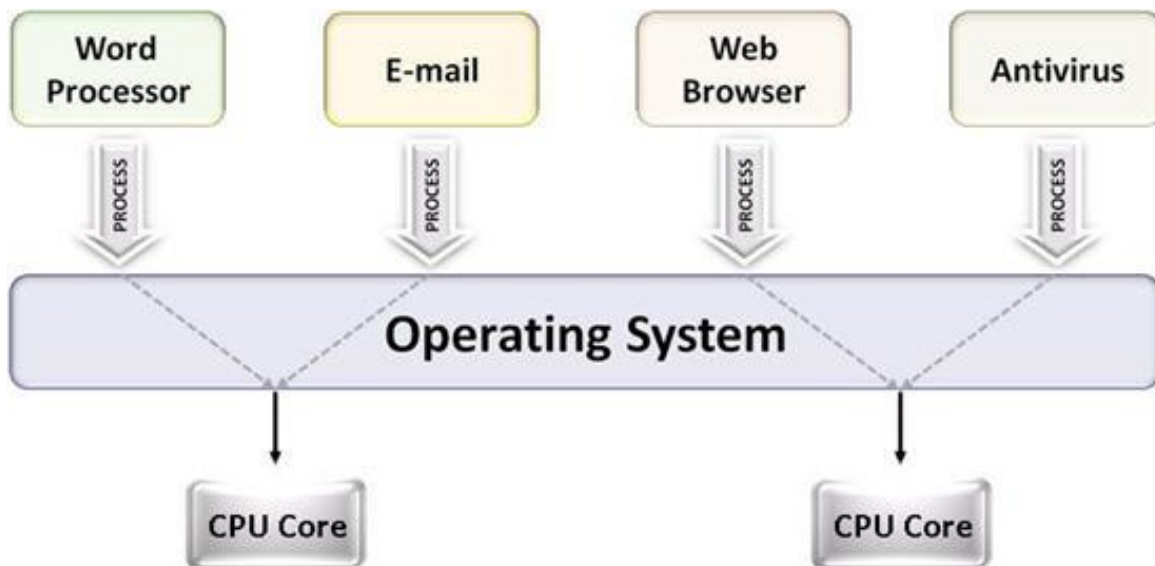 Word
Processor
E-mail
Web
Browser
Antivirus
PROCESS
PROCESS
PROCESS
PROCESS
Operating System
CPU Core
CPU Core